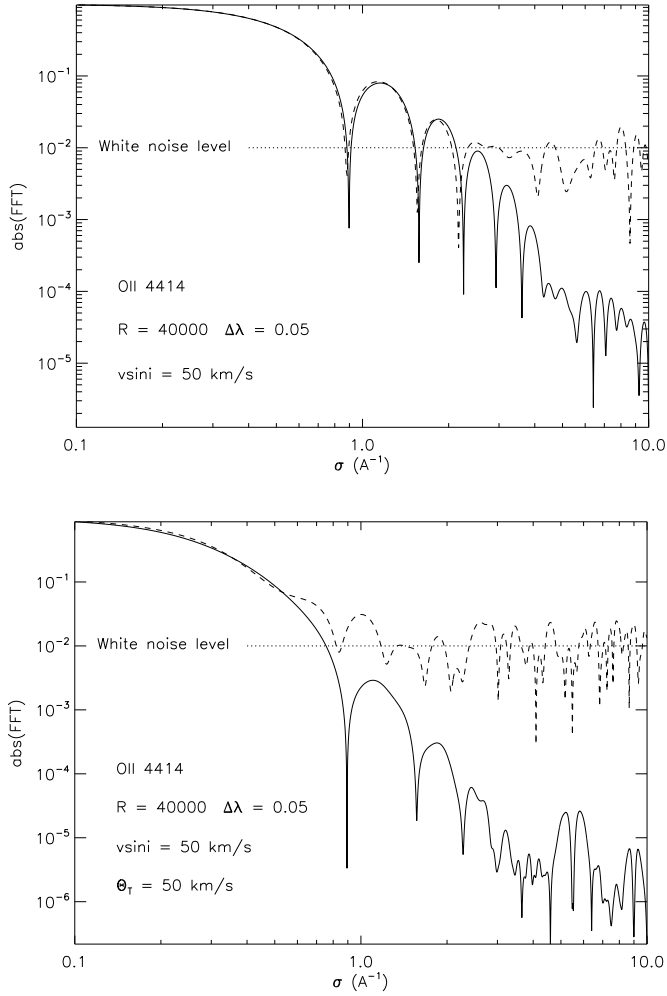 10⁻¹
10⁻²
10⁻³
10⁻⁴
10⁻⁵
abs(FFT)
White noise level
OII 4414
R = 40000 Δλ = 0.05
vsini = 50 km/s
0.1 1.0 10.0
σ (A⁻¹)
10⁻¹
10⁻²
10⁻³
10⁻⁴
10⁻⁵
10⁻⁶
abs(FFT)
White noise level
OII 4414
R = 40000 Δλ = 0.05
vsini = 50 km/s
Θ_T = 50 km/s
0.1 1.0 10.0
σ (A⁻¹)